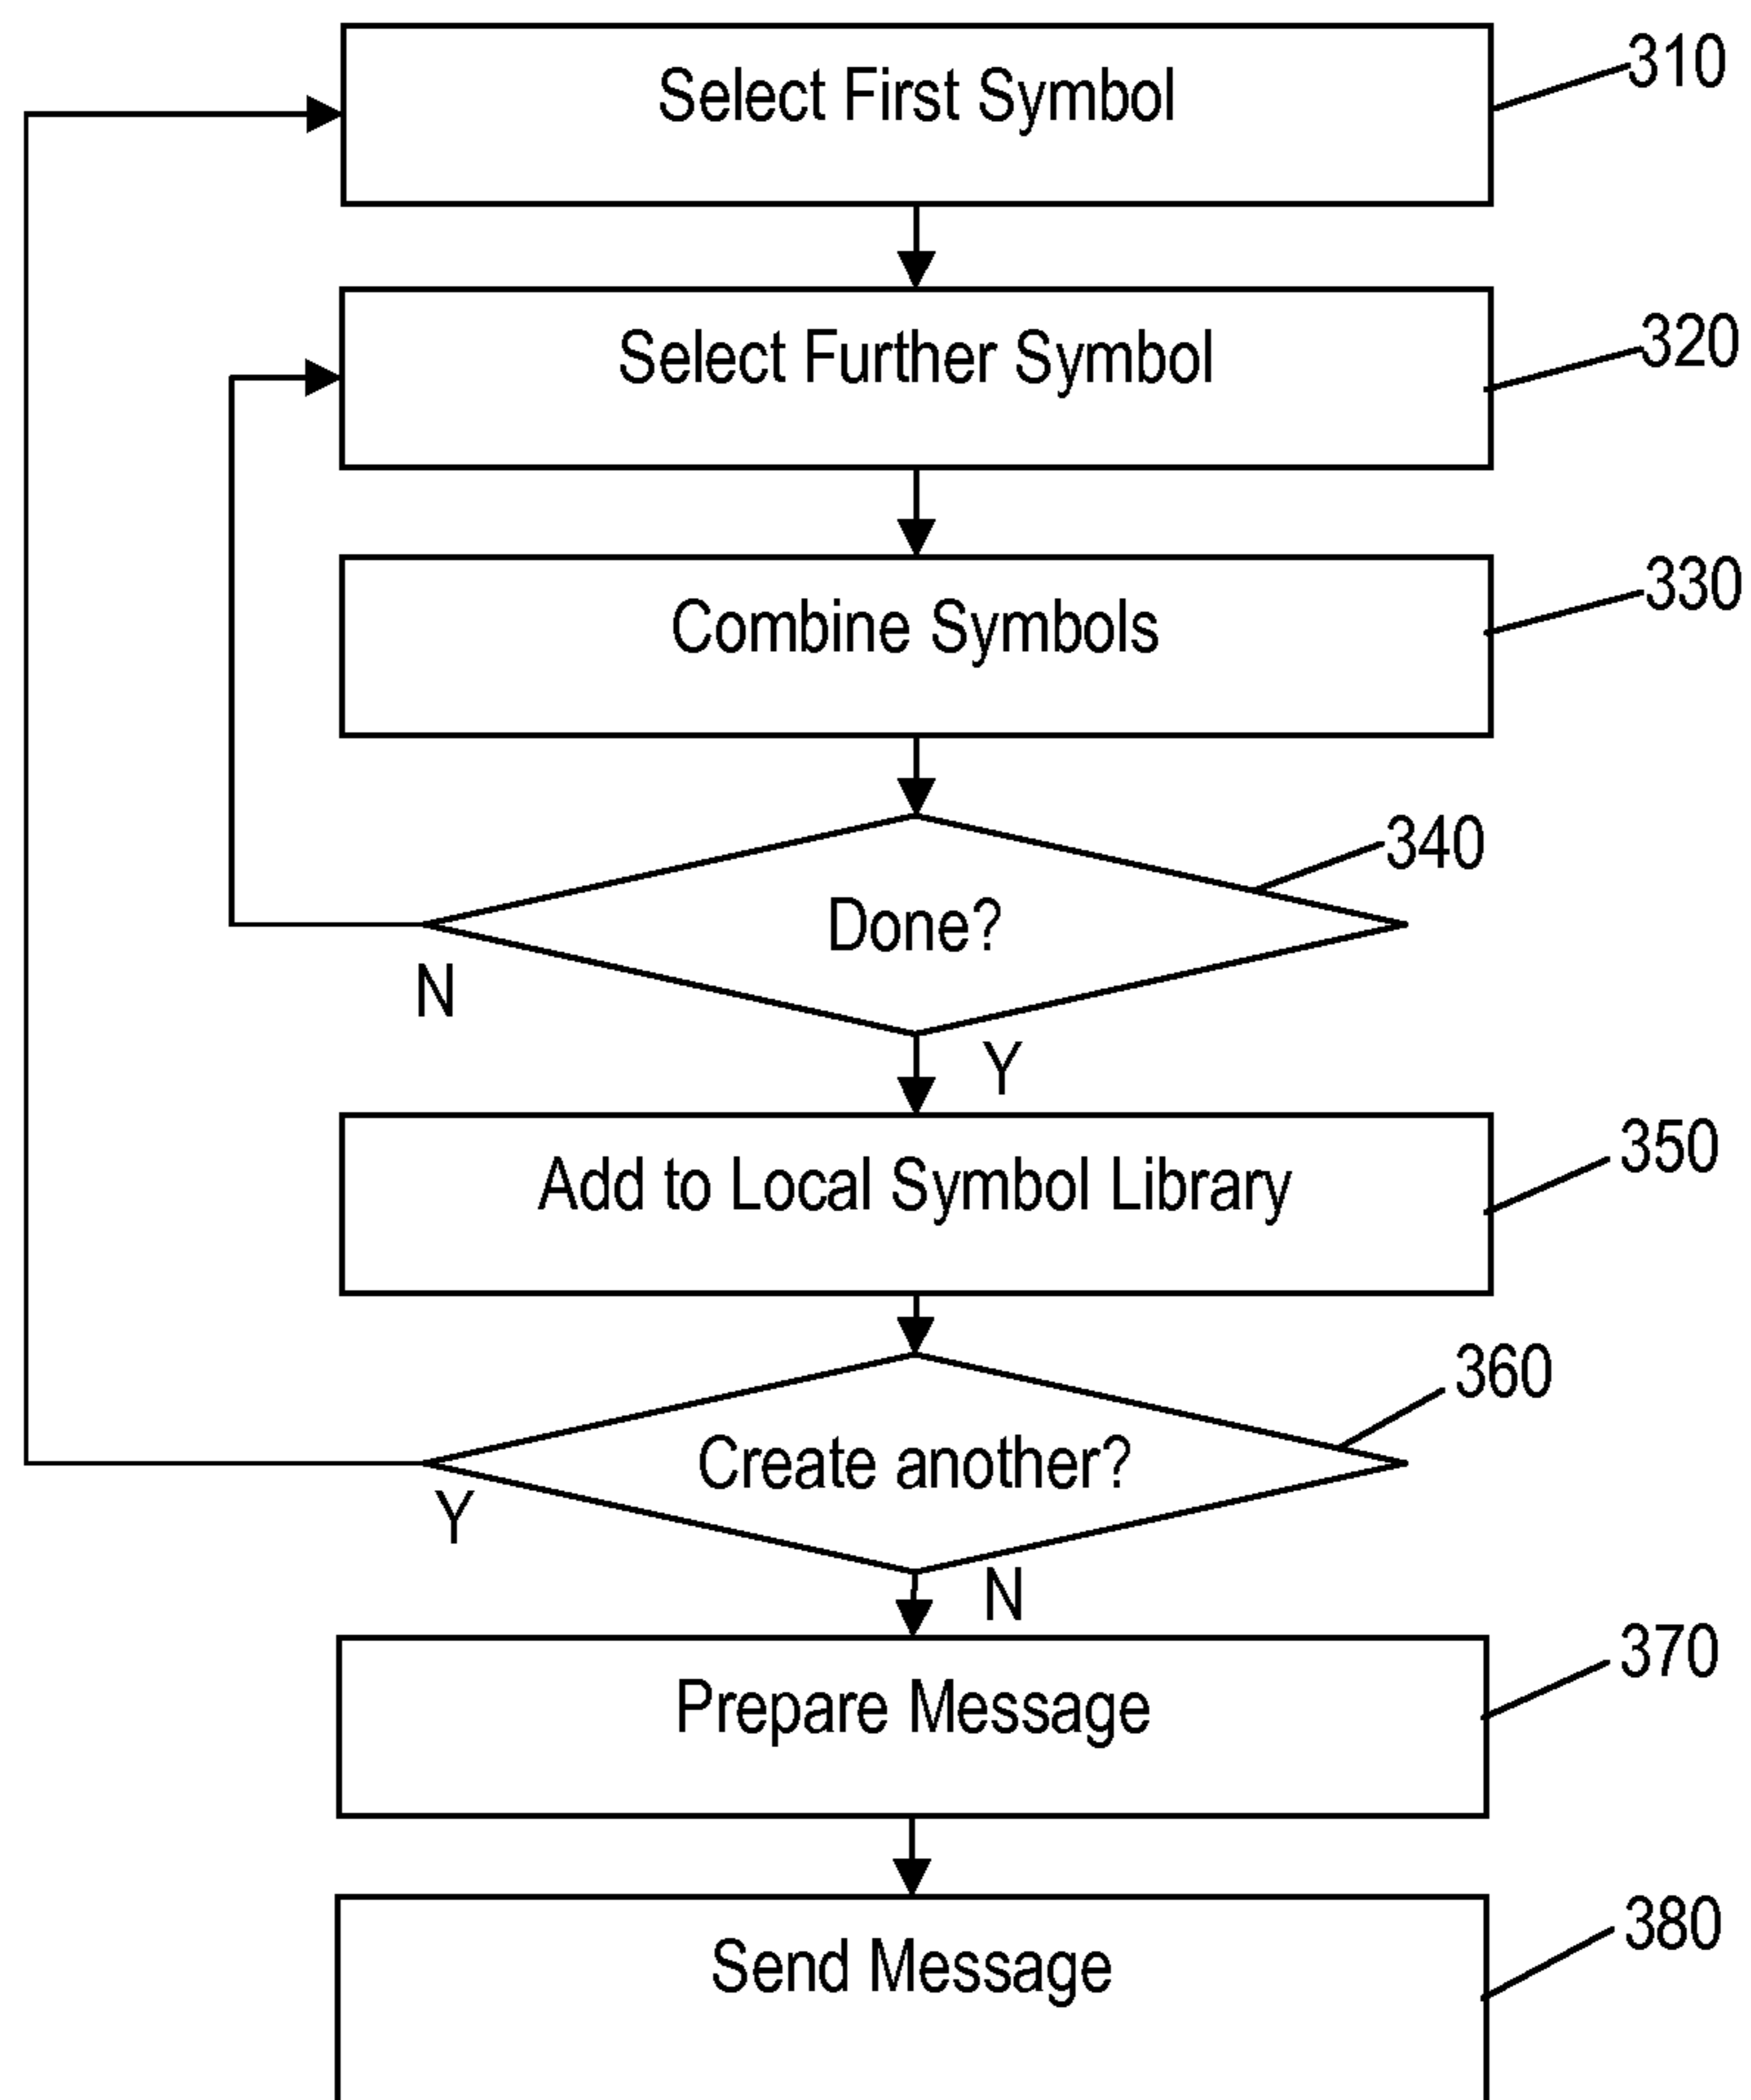 Select First Symbol
310
Select Further Symbol
320
Combine Symbols
330
340
Done?
N
Y
Add to Local Symbol Library
350
360
Create another?
Y
N
Prepare Message
370
Send Message
380